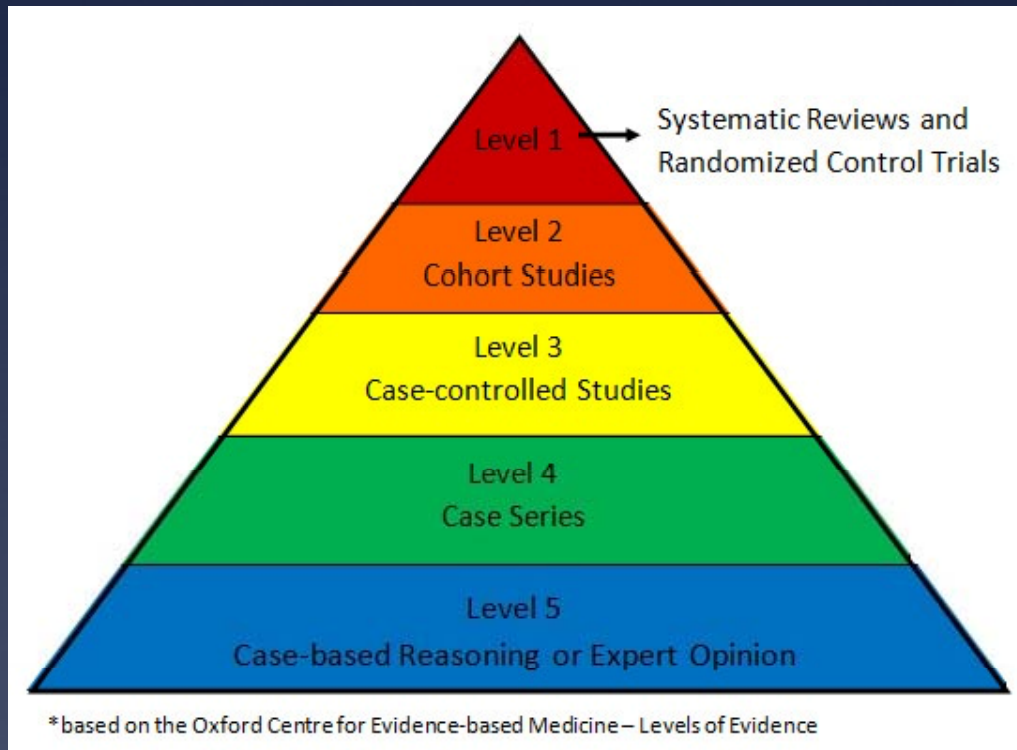 Level 1
Systematic Reviews and
Randomized Control Trials
Level 2
Cohort Studies
Level 3
Case-controlled Studies
Level 4
Case Series
Level 5
Case-based Reasoning or Expert Opinion
*based on the Oxford Centre for Evidence-based Medicine – Levels of Evidence